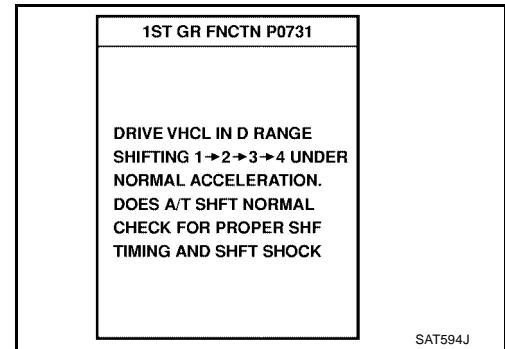 1ST GR FNCTN P0731
DRIVE VHCL IN D RANGE
SHIFTING 1→2→3→4 UNDER
NORMAL ACCELERATION.
DOES A/T SHFT NORMAL
CHECK FOR PROPER SHF
TIMING AND SHFT SHOCK
SAT594J